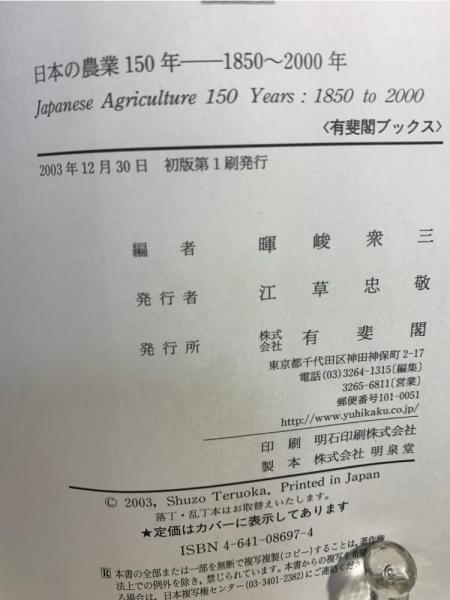 日本の農業150年──1850～2000年
Japanese Agriculture 150 Years : 1850 to 2000
〈有斐閣ブックス〉
2003年12月30日　初版第1刷発行
編者　暉峻衆三
発行者　江草忠敬
発行所　株式会社　有斐閣
東京都千代田区神田神保町2-17
電話(03)3264-1315〔編集〕
3265-6811〔営業〕
郵便番号101-0051
http://www.yuhikaku.co.jp/
印刷　明石印刷株式会社
製本　株式会社　明泉堂
© 2003, Shuzo Teruoka. Printed in Japan
落丁・乱丁本はお取替えいたします。
★定価はカバーに表示してあります
ISBN 4-641-08697-4
Ⓡ本書の全部または一部を無断で複写複製(コピー)することは、著作権
法上での例外を除き、禁じられています。本書からの複写を希望
る場合は、日本複写権センター(03-3401-2382)にご連絡くだ